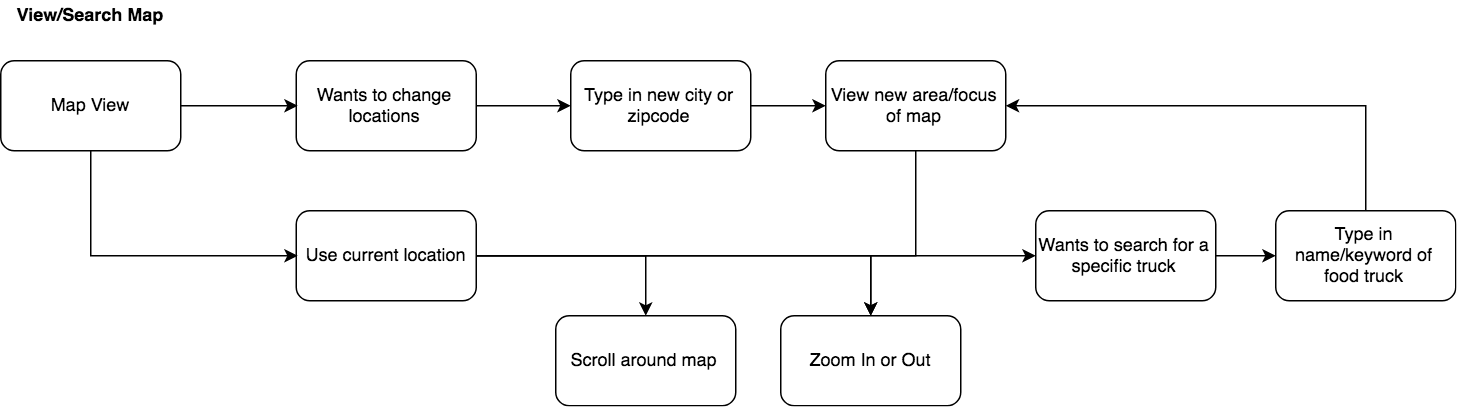 View/Search Map
Map View
Wants to change
locations
Type in new city or
zipcode
View new area/focus
of map
Use current location
Wants to search for a
specific truck
Type in
name/keyword of
food truck
Scroll around map
Zoom In or Out